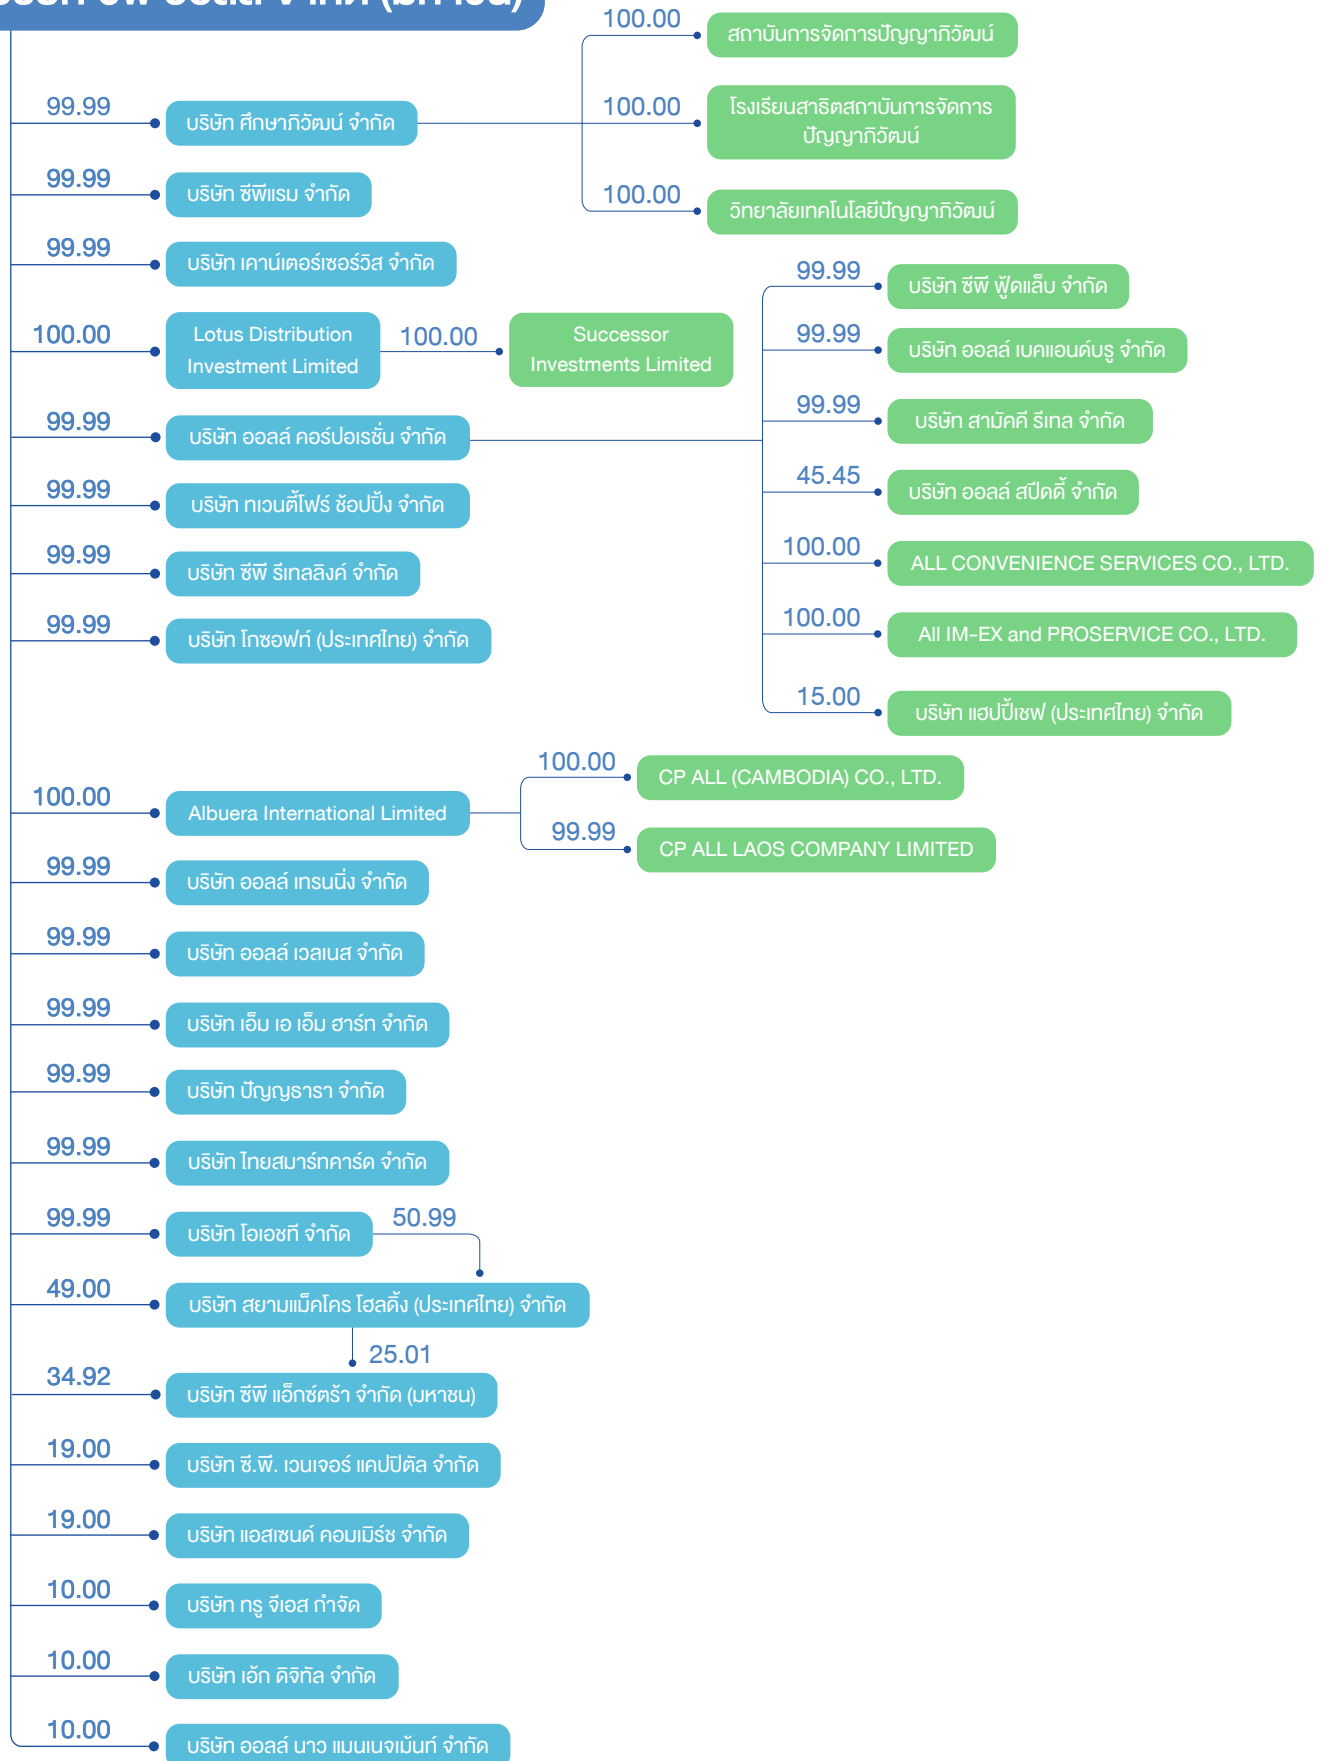 (มหาชน)
100.00
สถาบันการจัดการปัญญาภิวัฒน์
99.99
บริษัท ศึกษาภิวัฒน์ จำกัด
100.00
โรงเรียนสาธิตสถาบันการจัดการ
ปัญญาภิวัฒน์
99.99
บริษัท ซีพีแรม จำกัด
100.00
วิทยาลัยเทคโนโลยีปัญญาภิวัฒน์
99.99
บริษัท เคาน์เตอร์เซอร์วิส จำกัด
99.99
บริษัท ซีพี ฟู้ดแล็บ จำกัด
100.00
Lotus Distribution
Investment Limited
100.00
Successor
Investments Limited
99.99
บริษัท ออลล์ เบคแอนด์บรู จำกัด
99.99
บริษัท ออลล์ คอร์ปอเรชั่น จำกัด
99.99
บริษัท สามัคคี รีเทล จำกัด
99.99
บริษัท ทเวนตี้โฟร์ ช้อปปิ้ง จำกัด
45.45
บริษัท ออลล์ สปีดดี้ จำกัด
99.99
บริษัท ซีพี รีเทลลิงค์ จำกัด
100.00
ALL CONVENIENCE SERVICES CO., LTD.
99.99
บริษัท โกซอฟท์ (ประเทศไทย) จำกัด
100.00
All IM-EX and PROSERVICE CO., LTD.
15.00
บริษัท แฮปปี้เชฟ (ประเทศไทย) จำกัด
100.00
Albuera International Limited
100.00
CP ALL (CAMBODIA) CO., LTD.
99.99
CP ALL LAOS COMPANY LIMITED
99.99
บริษัท ออลล์ เทรนนิ่ง จำกัด
99.99
บริษัท ออลล์ เวลเนส จำกัด
99.99
บริษัท เอ็ม เอ เอ็ม ฮาร์ท จำกัด
99.99
บริษัท ปัญญธารา จำกัด
99.99
บริษัท ไทยสมาร์ทคาร์ด จำกัด
99.99
บริษัท โอเอชที จำกัด
50.99
49.00
บริษัท สยามแม็คโคร โฮลดิ้ง (ประเทศไทย) จำกัด
25.01
34.92
บริษัท ซีพี แอ็กซ์ตร้า จำกัด (มหาชน)
19.00
บริษัท ซี.พี. เวนเจอร์ แคปปิตัล จำกัด
19.00
บริษัท แอสเซนด์ คอมเมิร์ซ จำกัด
10.00
บริษัท ทรู จีเอส กำจัด
10.00
บริษัท เอ้ก ดิจิทัล จำกัด
10.00
บริษัท ออลล์ นาว แมนเนจเม้นท์ จำกัด